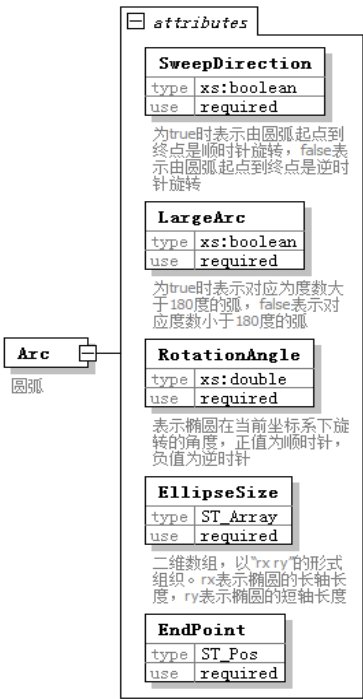 attributes
SweepDirection
type xs:boolean
use required
为true时表示由圆弧起点到
终点是顺时针旋转，false表
示由圆弧起点到终点是逆时
针旋转
LargeArc
type xs:boolean
use required
为true时表示对应为度数大
于180度的弧，false表示对
应度数小于180度的弧
Arc
圆弧
RotationAngle
type xs:double
use required
表示椭圆在当前坐标系下旋
转的角度，正值为顺时针，
负值为逆时针
EllipseSize
type ST_Array
use required
二维数组，以“rx ry”的形式
组织。rx表示椭圆的长轴长
度，ry表示椭圆的短轴长度
EndPoint
type ST_Pos
use required